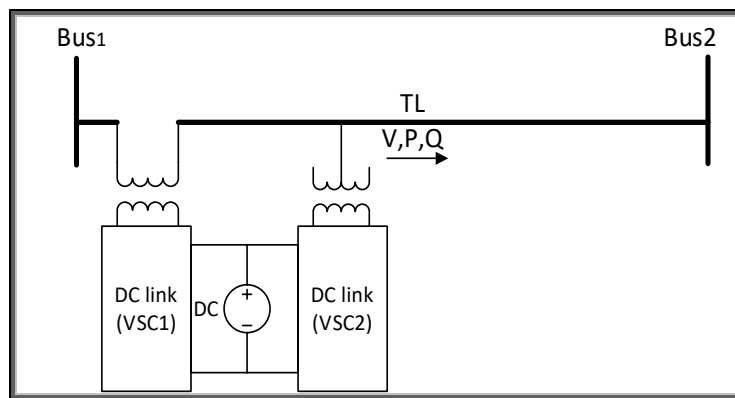 Bus1
Bus2
TL
V,P,Q
DC link
(VSC1)
DC
+
−
DC link
(VSC2)